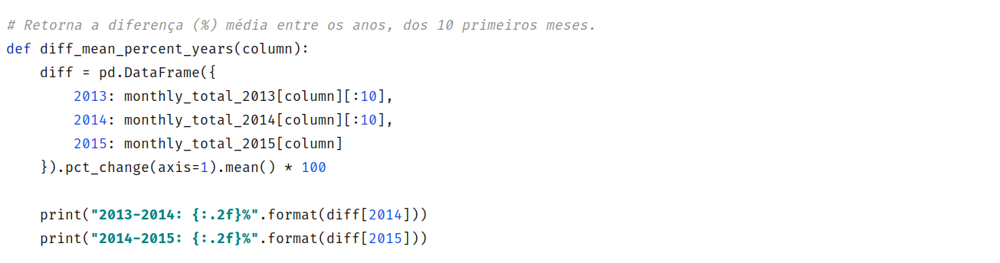 # Retorna a diferença (%) média entre os anos, dos 10 primeiros meses.
def diff_mean_percent_years(column):
    diff = pd.DataFrame({
        2013: monthly_total_2013[column][:10],
        2014: monthly_total_2014[column][:10],
        2015: monthly_total_2015[column]
    }).pct_change(axis=1).mean() * 100
    print("2013-2014: {:.2f}%".format(diff[2014]))
    print("2014-2015: {:.2f}%".format(diff[2015]))